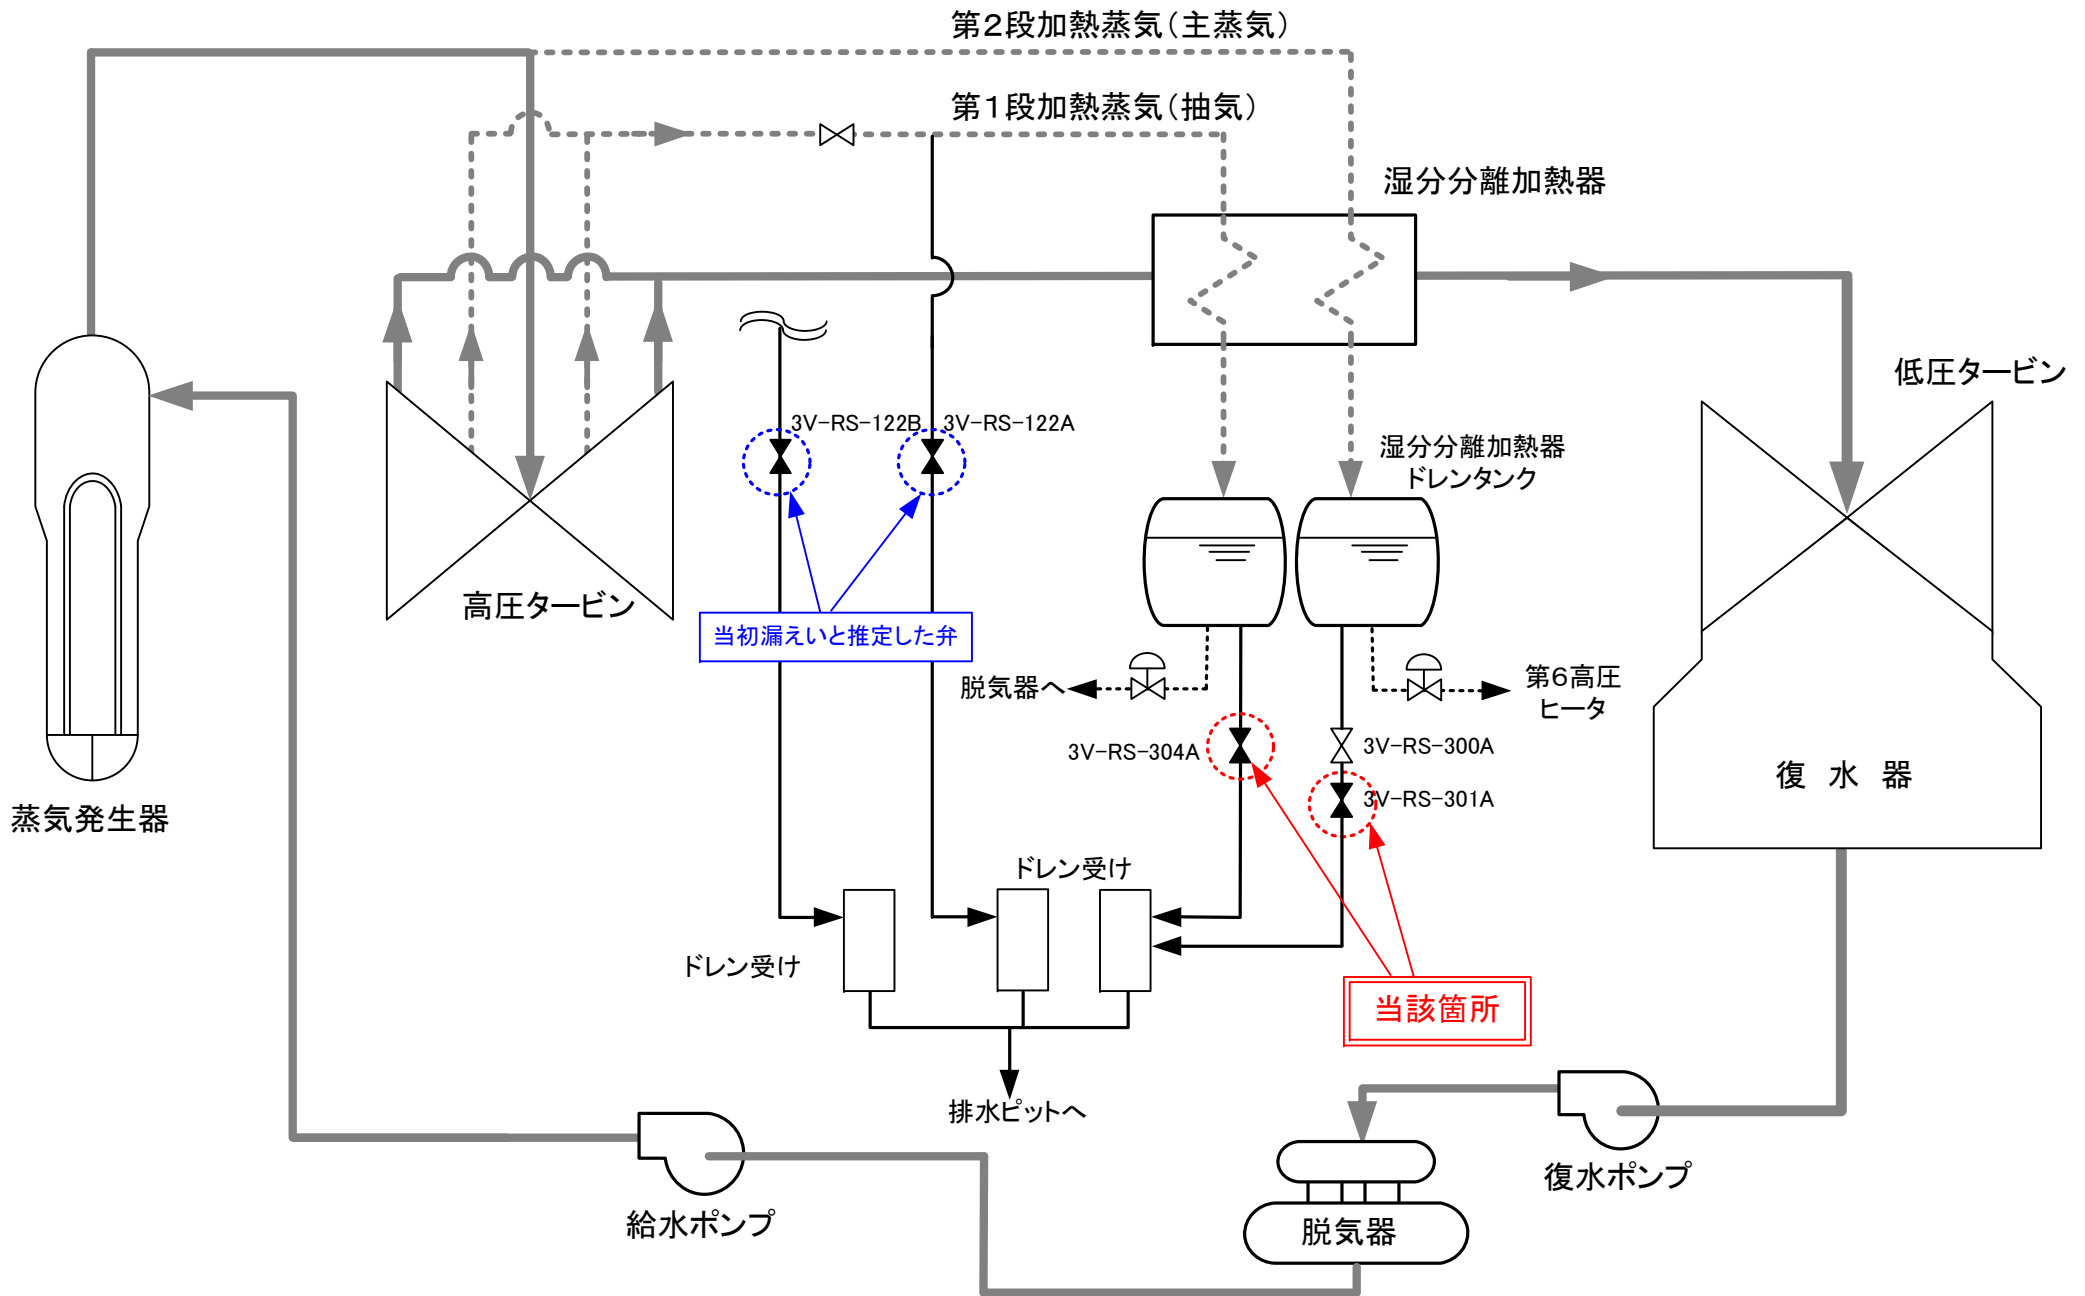 第2段加熱蒸気(主蒸気)
第1段加熱蒸気(抽気)
湿分分離加熱器
低圧タービン
3V-RS-122B
3V-RS-122A
湿分分離加熱器
ドレンタンク
高圧タービン
当初漏えいと推定した弁
脱気器へ
第6高圧
ヒータ
3V-RS-304A
3V-RS-300A
3V-RS-301A
復 水 器
蒸気発生器
ドレン受け
ドレン受け
当該箇所
排水ピットへ
復水ポンプ
給水ポンプ
脱気器